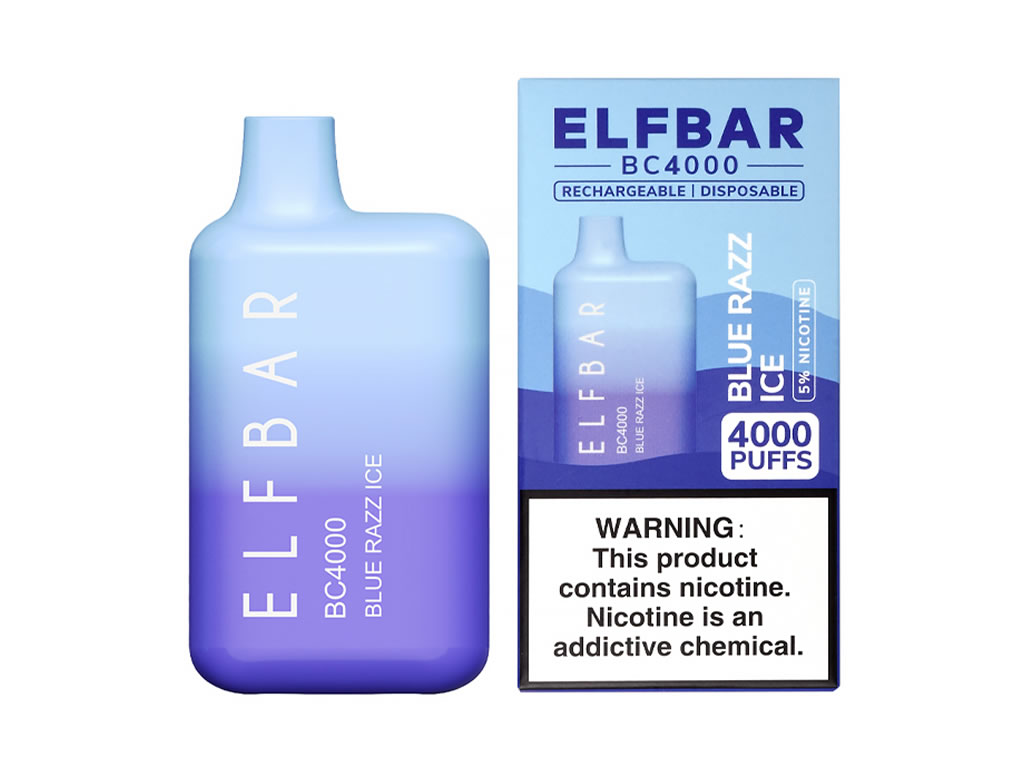 ELFBAR
BC4000
BLUE RAZZ ICE
ELFBAR
BC4000
RECHARGEABLE | DISPOSABLE
ELFBAR
BC4000
BLUE RAZZ ICE
BLUE RAZZ
ICE
5% NICOTINE
4000
PUFFS
WARNING:
This product
contains nicotine.
Nicotine is an
addictive chemical.